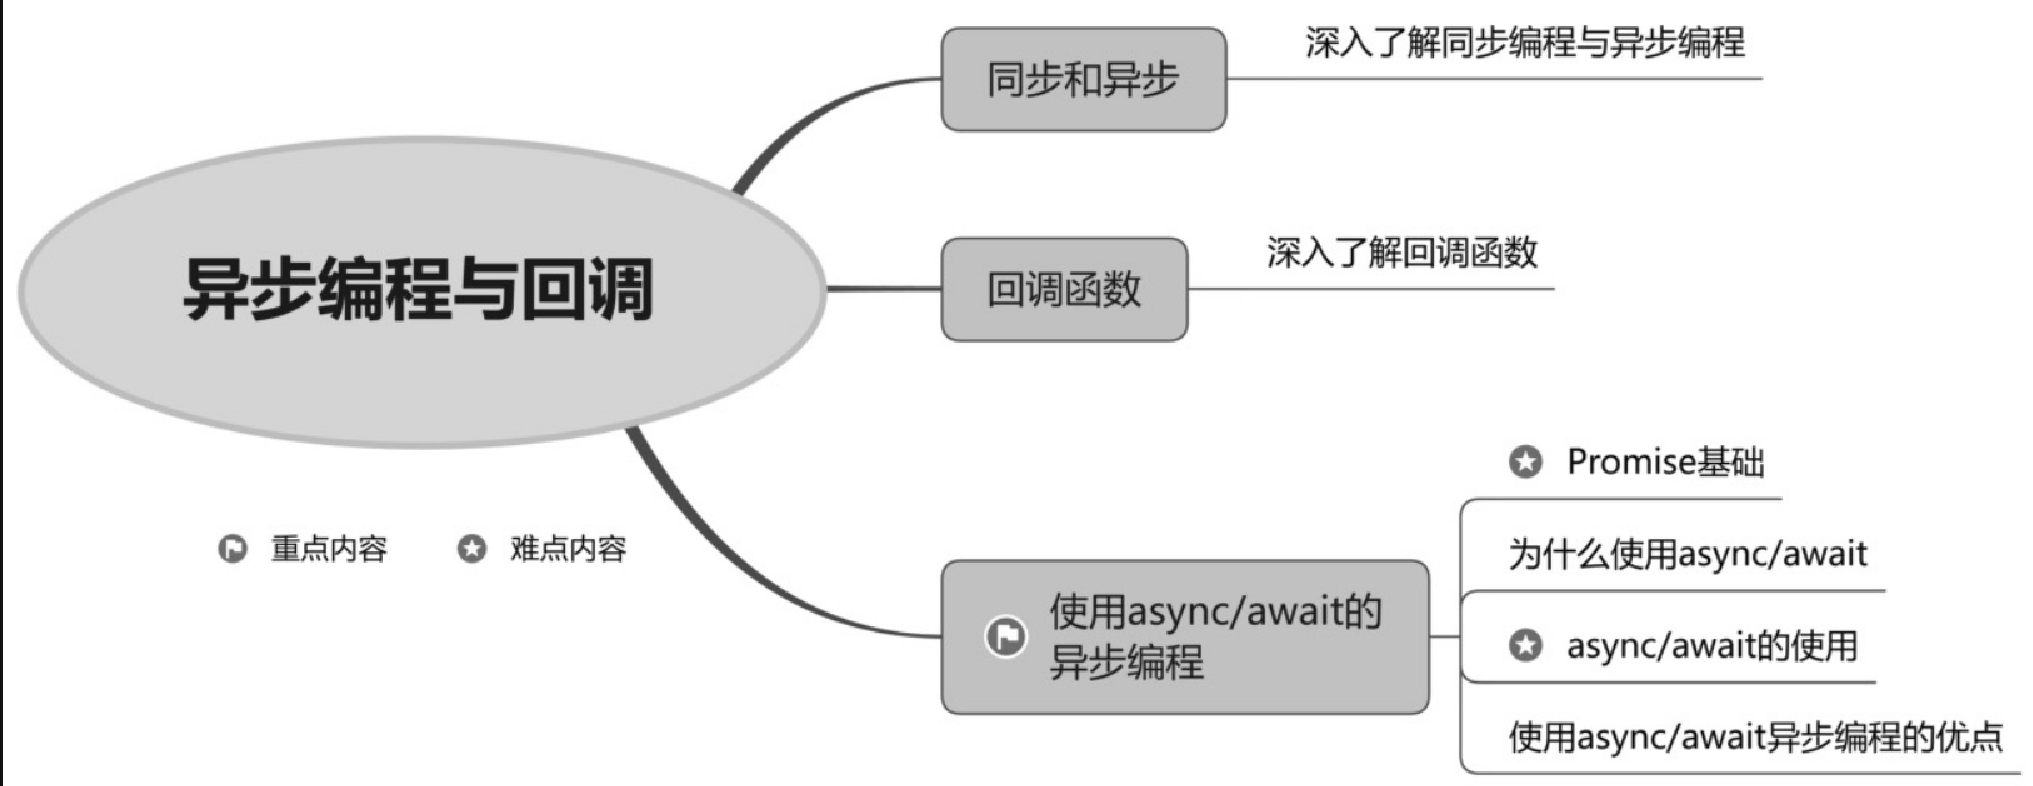 异步编程与回调
同步和异步
深入了解同步编程与异步编程
回调函数
深入了解回调函数
使用async/await的
异步编程
Promise基础
为什么使用async/await
async/await的使用
使用async/await异步编程的优点
重点内容
难点内容